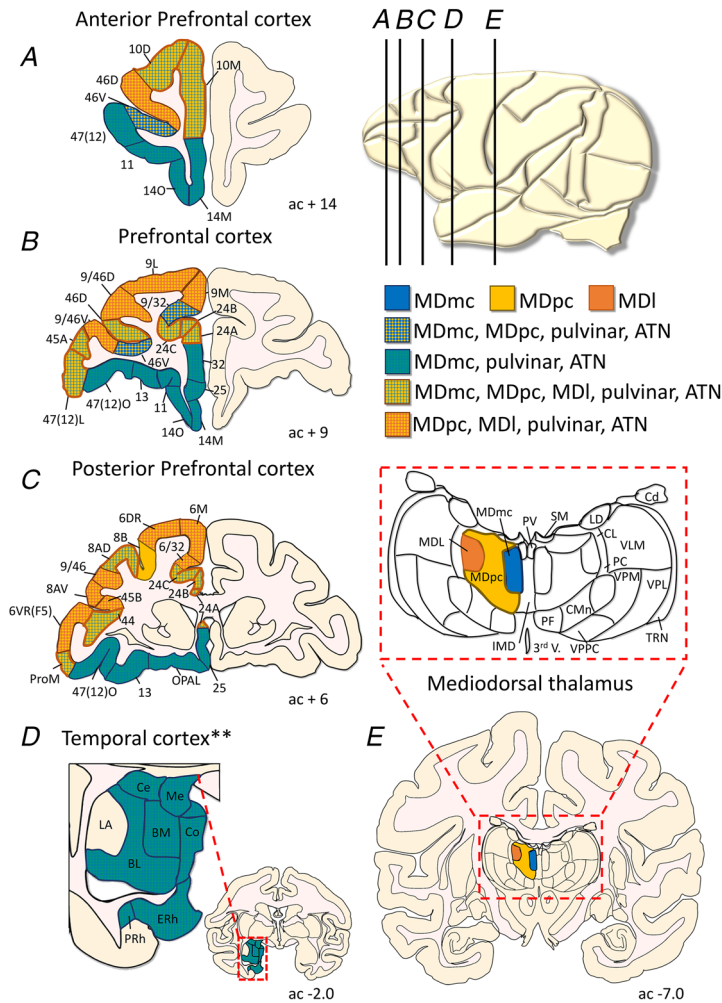 Anterior Prefrontal cortex
A
10D
10M
46D
46V
47(12)
11
14O
14M
ac + 14
A B C D E
B
Prefrontal cortex
9L
9/46D
9/32
9M
46D
24B
9/46V
24A
45A
24C
46V
32
25
47(12)L
47(12)O
13
11
14O
14M
ac + 9
MDmc
MDpc
MDl
MDmc, MDpc, pulvinar, ATN
MDmc, pulvinar, ATN
MDmc, MDpc, MDl, pulvinar, ATN
MDpc, MDl, pulvinar, ATN
C
Posterior Prefrontal cortex
6M
6DR
8B
6/32
8AD
9/46
24C
24B
8AV
45B
24A
6VR(F5)
44
ProM
47(12)O
13
OPAL
25
ac + 6
MDmc
PV
SM
Cd
LD
CL
MDL
VLM
PC
MDpc
VPM
VPL
CMn
PF
IMD
3rd V.
VPPC
TRN
Mediodorsal thalamus
D
Temporal cortex**
Ce
Me
LA
BM
Co
BL
ERh
PRh
ac -2.0
E
ac -7.0